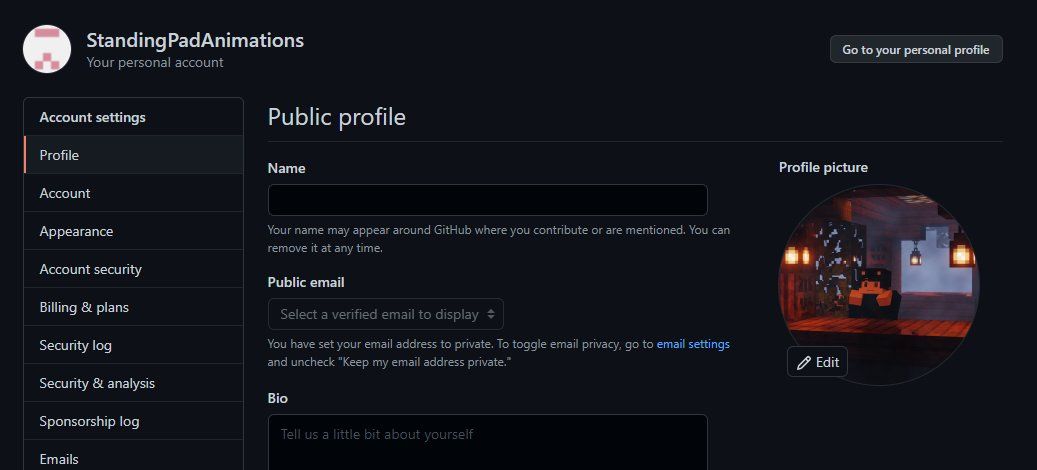 StandingPadAnimations
Your personal account
Go to your personal profile
Account settings
Profile
Account
Appearance
Account security
Billing & plans
Security log
Security & analysis
Sponsorship log
Emails
Public profile
Name
Your name may appear around GitHub where you contribute or are mentioned. You can
remove it at any time.
Public email
Select a verified email to display
You have set your email address to private. To toggle email privacy, go to email settings
and uncheck "Keep my email address private."
Bio
Tell us a little bit about yourself
Profile picture
Edit